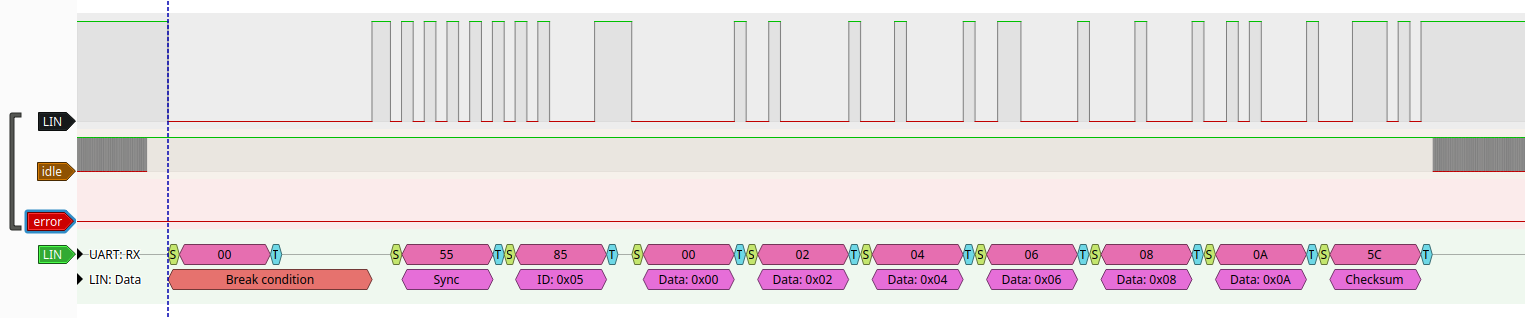 LIN
idle
error
LIN UART: RX S 00 T S 55 T S 85 T S 00 T S 02 T S 04 T S 06 T S 08 T S 0A T S 5C T
LIN: Data Break condition Sync ID: 0x05 Data: 0x00 Data: 0x02 Data: 0x04 Data: 0x06 Data: 0x08 Data: 0x0A Checksum